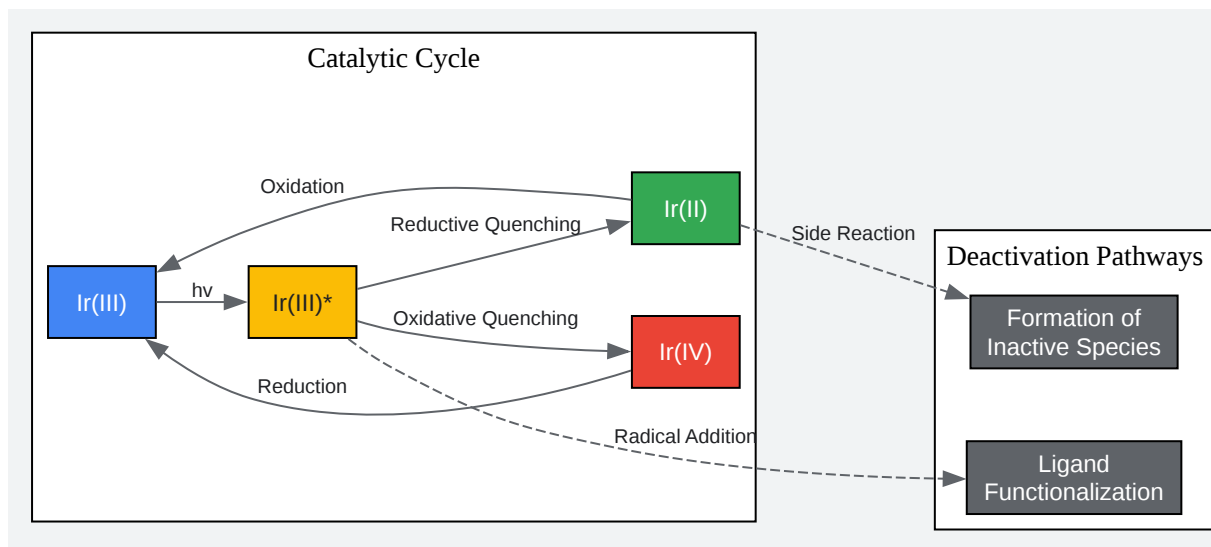 Catalytic Cycle
Oxidation
Ir(II)
Reductive Quenching
Side Reaction
Deactivation Pathways
Ir(III)
hv
Ir(III)*
Oxidative Quenching
Formation of
Inactive Species
Ir(IV)
Reduction
Radical Addition
Ligand
Functionalization